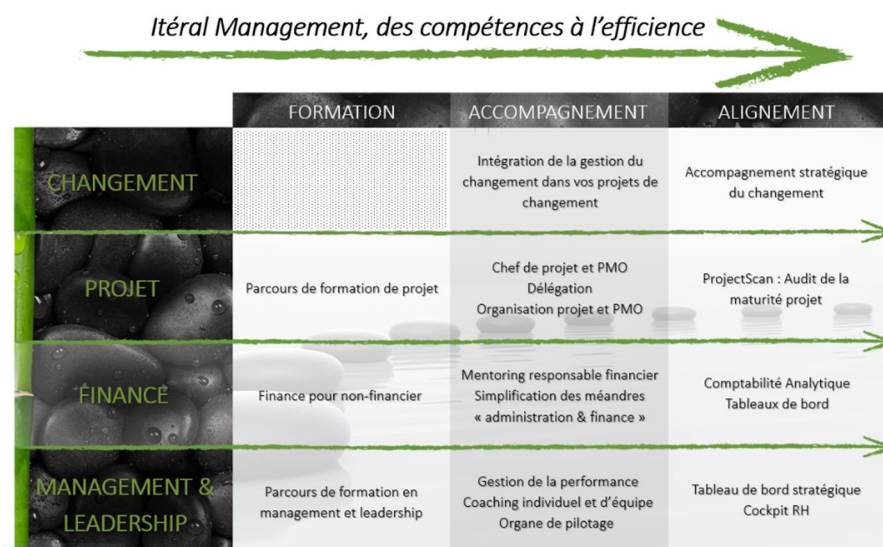 Itéral Management, des compétences à l’efficience
FORMATION
ACCOMPAGNEMENT
ALIGNEMENT
CHANGEMENT
Intégration de la gestion du
changement dans vos projets de
changement
Accompagnement stratégique
du changement
PROJET
Parcours de formation de projet
Chef de projet et PMO
Délégation
Organisation projet et PMO
ProjectScan : Audit de la
maturité projet
FINANCE
Finance pour non-financier
Mentoring responsable financier
Simplification des méandres
« administration & finance »
Comptabilité Analytique
Tableaux de bord
MANAGEMENT &
LEADERSHIP
Parcours de formation en
management et leadership
Gestion de la performance
Coaching individuel et d’équipe
Organe de pilotage
Tableau de bord stratégique
Cockpit RH